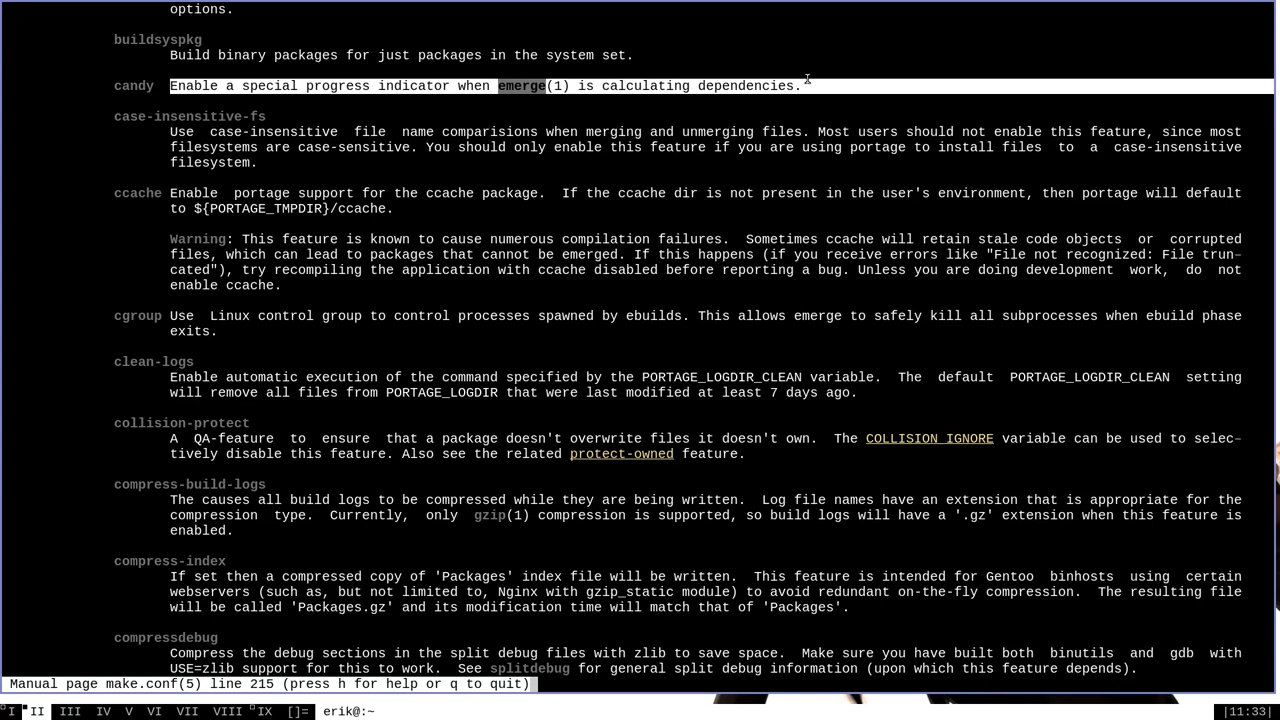 options.
buildsyspkg
Build binary packages for just packages in the system set.
candy  Enable a special progress indicator when emerge(1) is calculating dependencies.
case-insensitive-fs
Use  case-insensitive  file  name comparisions when merging and unmerging files. Most users should not enable this feature, since most
filesystems are case-sensitive. You should only enable this feature if you are using portage to install files  to  a  case-insensitive
filesystem.
ccache Enable  portage support for the ccache package.  If the ccache dir is not present in the user's environment, then portage will default
to ${PORTAGE_TMPDIR}/ccache.
Warning: This feature is known to cause numerous compilation failures.  Sometimes ccache will retain stale code objects  or  corrupted
files, which can lead to packages that cannot be emerged. If this happens (if you receive errors like "File not recognized: File trun‐
cated"), try recompiling the application with ccache disabled before reporting a bug. Unless you are doing development  work,  do  not
enable ccache.
cgroup Use  Linux control group to control processes spawned by ebuilds. This allows emerge to safely kill all subprocesses when ebuild phase
exits.
clean-logs
Enable automatic execution of the command specified by the PORTAGE_LOGDIR_CLEAN variable.  The  default  PORTAGE_LOGDIR_CLEAN  setting
will remove all files from PORTAGE_LOGDIR that were last modified at least 7 days ago.
collision-protect
A  QA-feature  to  ensure  that a package doesn't overwrite files it doesn't own.  The COLLISION_IGNORE variable can be used to selec‐
tively disable this feature. Also see the related protect-owned feature.
compress-build-logs
The causes all build logs to be compressed while they are being written.  Log file names have an extension that is appropriate for the
compression  type.  Currently,  only  gzip(1) compression is supported, so build logs will have a '.gz' extension when this feature is
enabled.
compress-index
If set then a compressed copy of 'Packages' index file will be written.  This feature is intended for Gentoo  binhosts  using  certain
webservers (such as, but not limited to, Nginx with gzip_static module) to avoid redundant on-the-fly compression.  The resulting file
will be called 'Packages.gz' and its modification time will match that of 'Packages'.
compressdebug
Compress the debug sections in the split debug files with zlib to save space.  Make sure you have built both  binutils  and  gdb  with
USE=zlib support for this to work.  See splitdebug for general split debug information (upon which this feature depends).
Manual page make.conf(5) line 215 (press h for help or q to quit)
I  II  III  IV  V  VI  VII  VIII  IX  []=  erik@:~  |11:33|